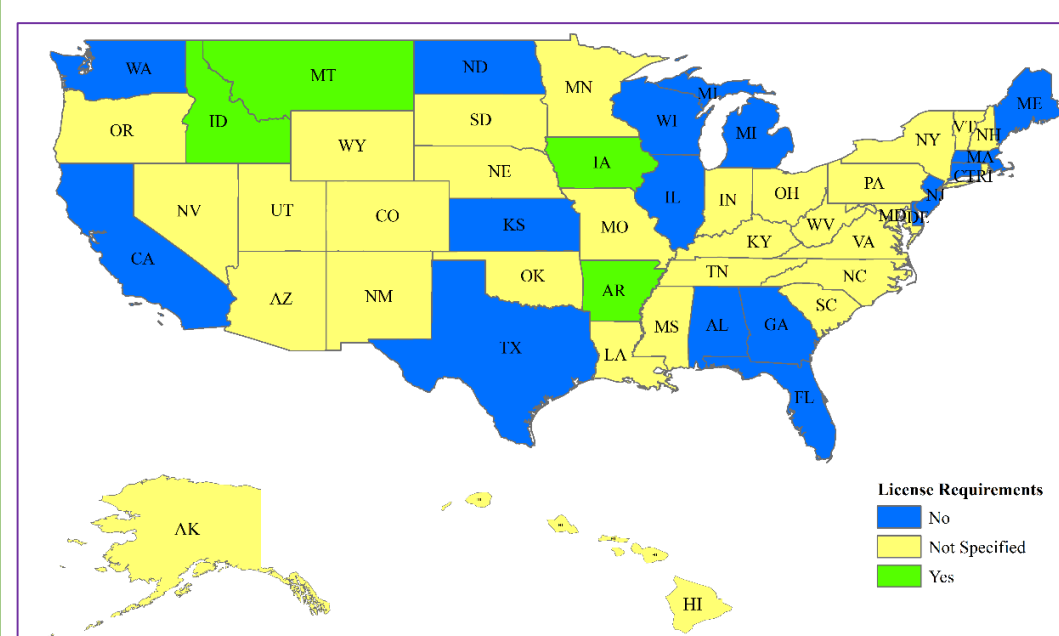 WA
MT
ND
MN
MI
ME
ID
OR
SD
WI
MI
VT
NH
NY
WY
IA
MA
NE
CT RI
PA
NJ
NV
UT
CO
IL
IN
OH
MD
DE
KS
MO
WV
VA
KY
CA
OK
TN
NC
AZ
NM
AR
SC
MS
AL
GA
TX
LA
FL
AK
HI
License Requirements
No
Not Specified
Yes